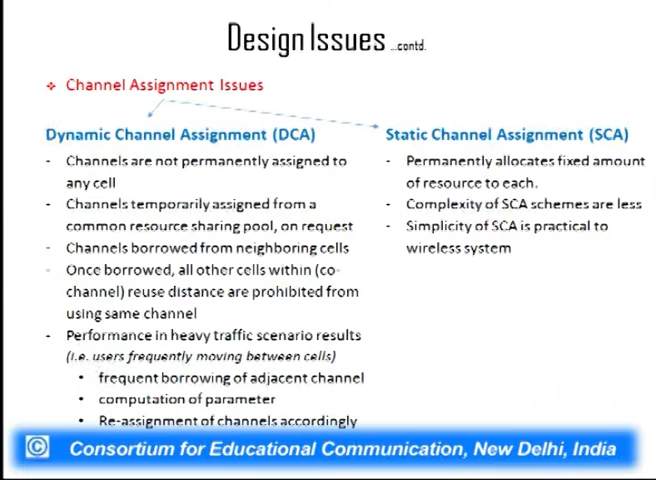 Design Issues ...contd.
❖ Channel Assignment Issues
Dynamic Channel Assignment (DCA)
- Channels are not permanently assigned to
any cell
- Channels temporarily assigned from a
common resource sharing pool, on request
- Channels borrowed from neighboring cells
- Once borrowed, all other cells within (co-
channel) reuse distance are prohibited from
using same channel
- Performance in heavy traffic scenario results
(i.e. users frequently moving between cells)
• frequent borrowing of adjacent channel
• computation of parameter
• Re-assignment of channels accordingly
Static Channel Assignment (SCA)
- Permanently allocates fixed amount
of resource to each.
- Complexity of SCA schemes are less
- Simplicity of SCA is practical to
wireless system
© Consortium for Educational Communication, New Delhi, India